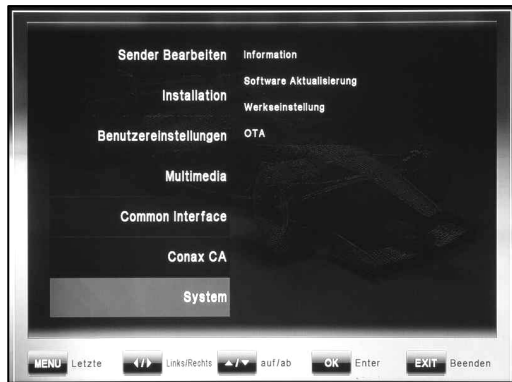 Sender Bearbeiten
Installation
Benutzereinstellungen
Multimedia
Common Interface
Conax CA
System
Information
Software Aktualisierung
Werkseinstellung
OTA
MENU Letzte ◀/▶ Links/Rechts ▲/▼ auf/ab OK Enter EXIT Beenden